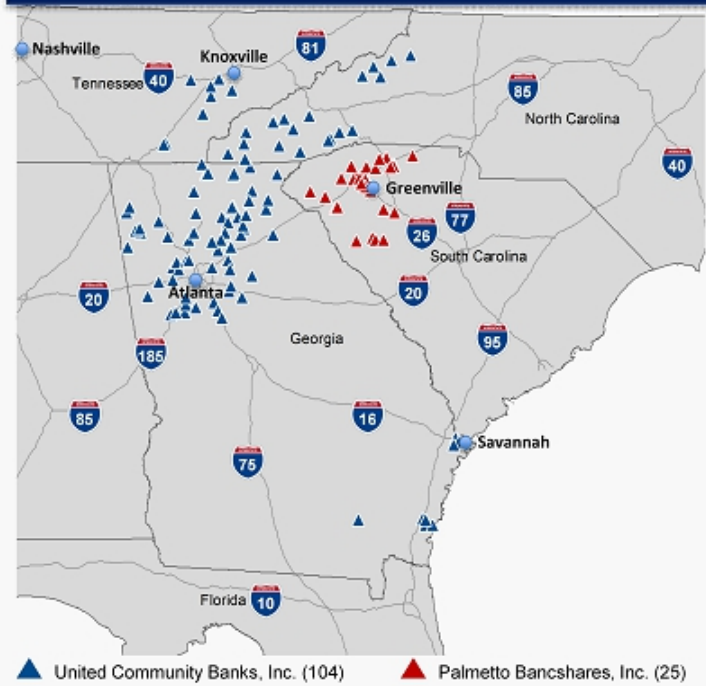 Nashville
Knoxville
81
Tennessee
40
85
North Carolina
40
Greenville
77
26
South Carolina
20
Atlanta
20
Georgia
95
185
85
16
Savannah
75
Florida
10
United Community Banks, Inc. (104)
Palmetto Bancshares, Inc. (25)